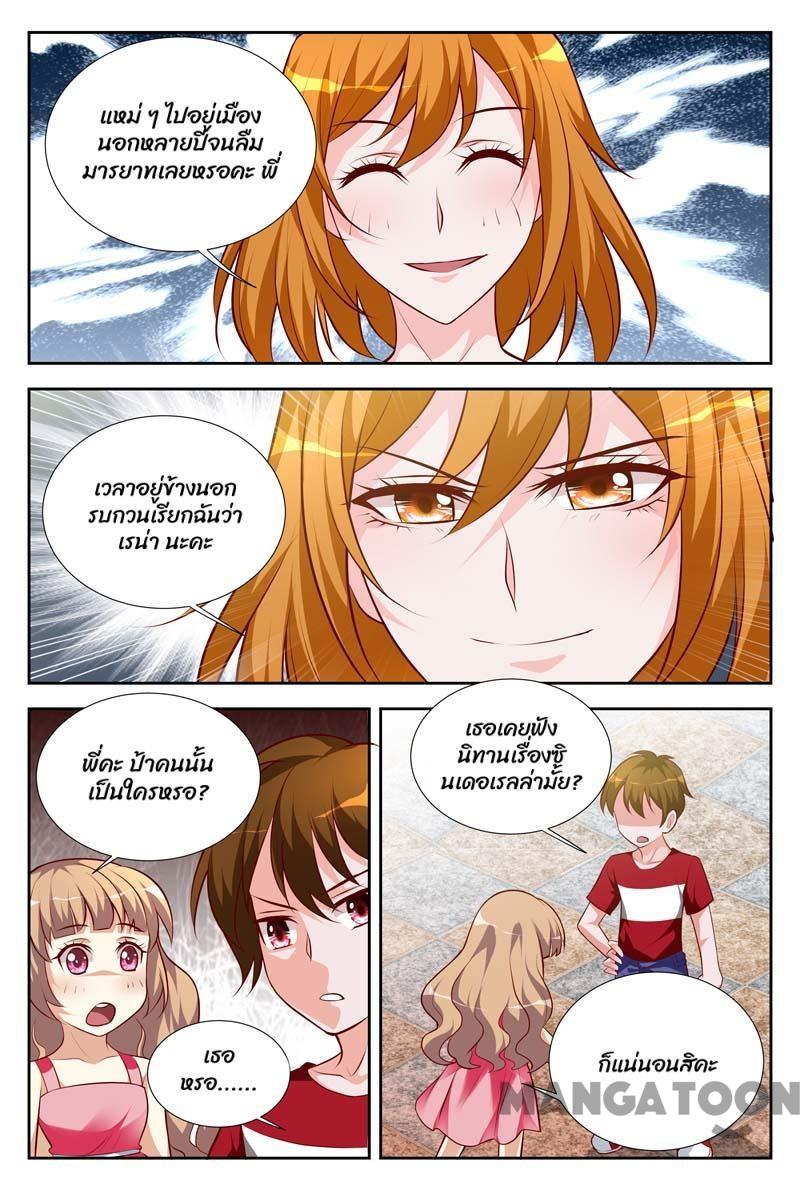 แหม่ ๆ ไปอยู่เมือง
นอกหลายปีจนลืม
มารยาทเลยหรอคะ พี่
เวลาอยู่ข้างนอก
รบกวนเรียกฉันว่า
เรน่า นะคะ
พี่คะ ป้าคนนั้น
เป็นใครหรอ?
เธอ
หรอ......
เธอเคยฟัง
นิทานเรื่องซิ
นเดอเรลล่ามั้ย?
ก็แน่นอนสิคะ
MANGATOON